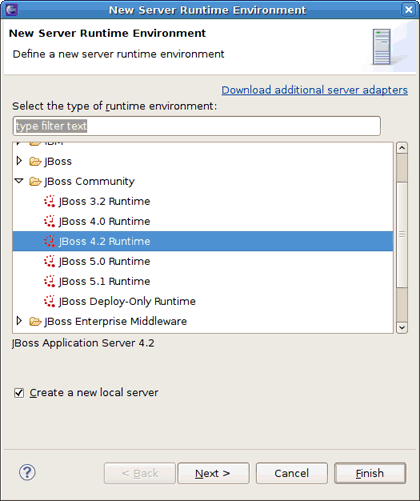 New Server Runtime Environment
New Server Runtime Environment
Define a new server runtime environment
Download additional server adapters
Select the type of runtime environment:
type filter text
IBM
JBoss
JBoss Community
JBoss 3.2 Runtime
JBoss 4.0 Runtime
JBoss 4.2 Runtime
JBoss 5.0 Runtime
JBoss 5.1 Runtime
JBoss Deploy-Only Runtime
JBoss Enterprise Middleware
JBoss Application Server 4.2
Create a new local server
? < Back Next > Cancel Finish